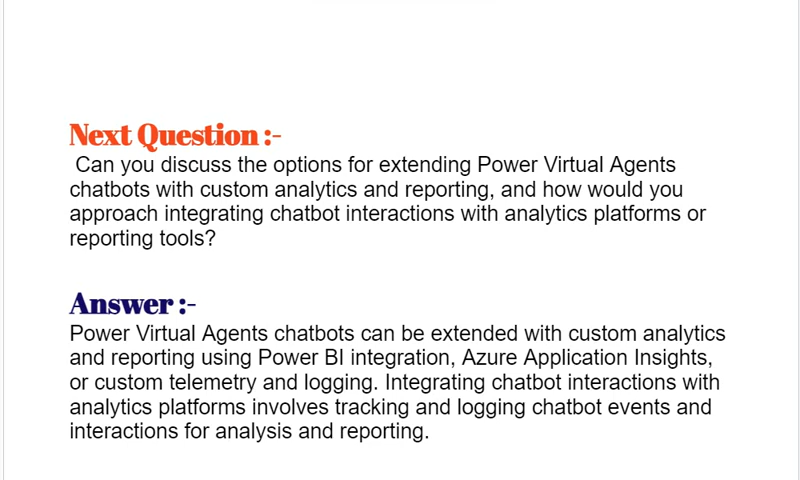 Next Question :-
Can you discuss the options for extending Power Virtual Agents
chatbots with custom analytics and reporting, and how would you
approach integrating chatbot interactions with analytics platforms or
reporting tools?
Answer :-
Power Virtual Agents chatbots can be extended with custom analytics
and reporting using Power BI integration, Azure Application Insights,
or custom telemetry and logging. Integrating chatbot interactions with
analytics platforms involves tracking and logging chatbot events and
interactions for analysis and reporting.